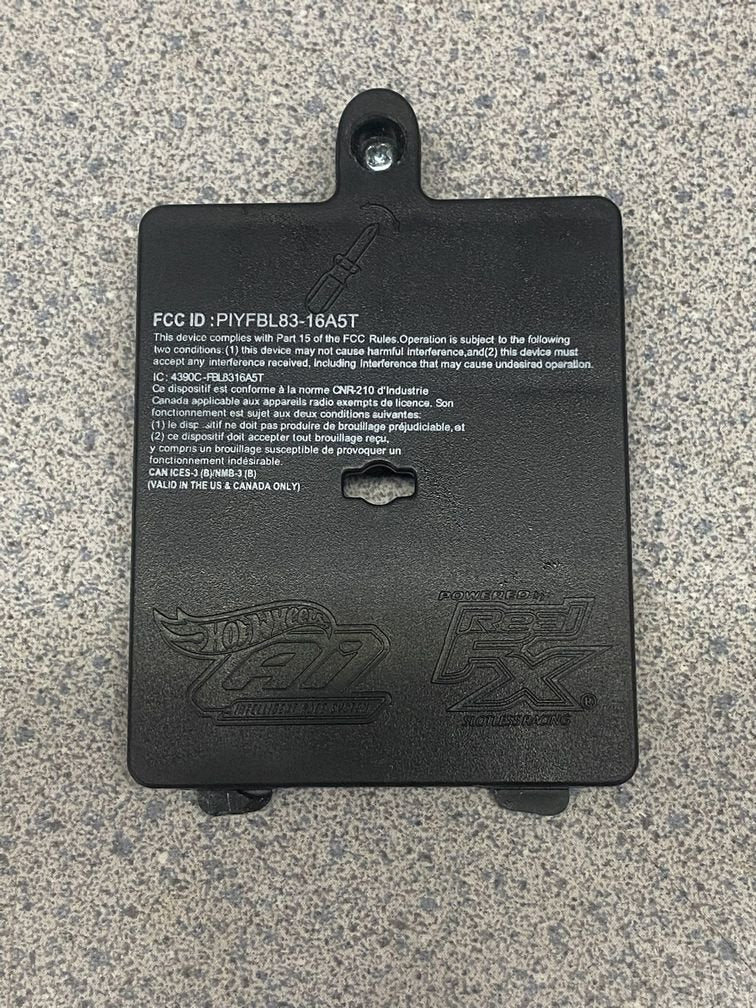 FCC ID :PIYFBL83-16A5T
This device complies with Part 15 of the FCC Rules.Operation is subject to the following
two conditions:(1) this device may not cause harmful interference,and(2) this device must
accept any interference received, including interference that may cause undesired operation.
IC: 4390C-FBL8316A5T
Ce dispositif est conforme à la norme CNR-210 d'Industrie
Canada applicable aux appareils radio exempts de licence. Son
fonctionnement est sujet aux deux conditions suivantes:
(1) le ne doit pas produire de brouillage préjudiciable,et
(2) ce dispositif doit accepter tout brouillage reçu,
y compris un brouillage susceptible de provoquer un
fonctionnement indésirable.
CAN ICES-3 (B)/NMB-3 (B)
(VALID IN THE US & CANADA ONLY)
HOT WHEELS
Ai
INTELLIGENT RACE SYSTEM
POWERED by
Real
FX
®
SLOTLESS RACING